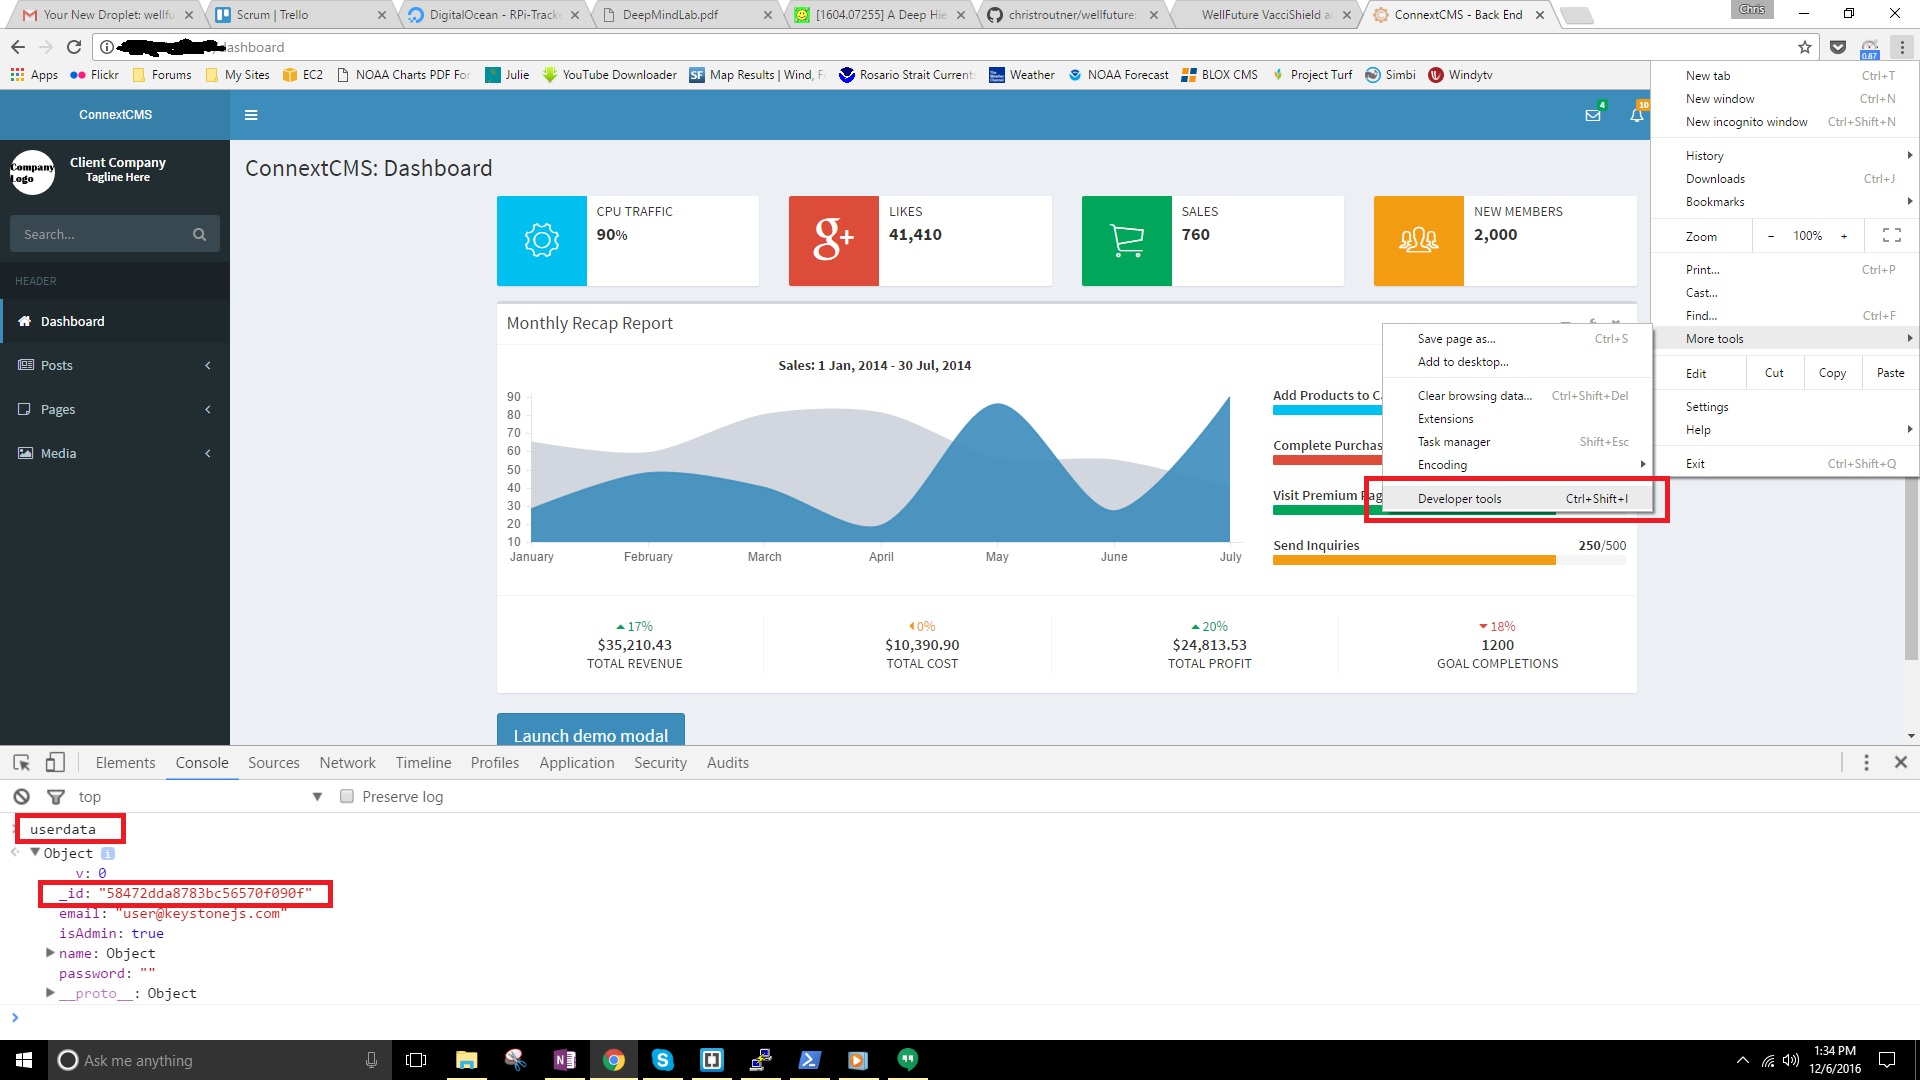 Your New Droplet: wellfu
Scrum | Trello
DigitalOcean - RPi-Track
DeepMindLab.pdf
[1604.07255] A Deep Hie
christroutner/wellfuture
WellFuture VacciShield a
ConnextCMS - Back End
Chris
dashboard
0.87
Apps
Flickr
Forums
My Sites
EC2
NOAA Charts PDF Fo
Julie
YouTube Downloader
SF Map Results | Wind, F
Rosario Strait Current
Weather
NOAA Forecast
BLOX CMS
Project Turf
Simbi
Windytv
New tab Ctrl+T
New window Ctrl+N
New incognito window Ctrl+Shift+N
History
Downloads Ctrl+J
Bookmarks
Zoom - 100% +
Print... Ctrl+P
Cast...
Find... Ctrl+F
More tools
Edit Cut Copy Paste
Settings
Help
Exit Ctrl+Shift+Q
Save page as... Ctrl+S
Add to desktop...
Clear browsing data... Ctrl+Shift+Del
Extensions
Task manager Shift+Esc
Encoding
Developer tools Ctrl+Shift+I
ConnextCMS
4
10
Company Logo
Client Company
Tagline Here
Search...
HEADER
Dashboard
Posts
Pages
Media
ConnextCMS: Dashboard
CPU TRAFFIC
90%
g+
LIKES
41,410
SALES
760
NEW MEMBERS
2,000
Monthly Recap Report
Sales: 1 Jan, 2014 - 30 Jul, 2014
90
80
70
60
50
40
30
20
10
January February March April May June July
Add Products to Ca
Complete Purchas
Visit Premium Pag
Send Inquiries 250/500
17%
$35,210.43
TOTAL REVENUE
0%
$10,390.90
TOTAL COST
20%
$24,813.53
TOTAL PROFIT
18%
1200
GOAL COMPLETIONS
Launch demo modal
Elements Console Sources Network Timeline Profiles Application Security Audits
top
Preserve log
userdata
Object i
v: 0
_id: "58472dda8783bc56570f090f"
email: "user@keystonejs.com"
isAdmin: true
name: Object
password: ""
__proto__: Object
Ask me anything
1:34 PM
12/6/2016